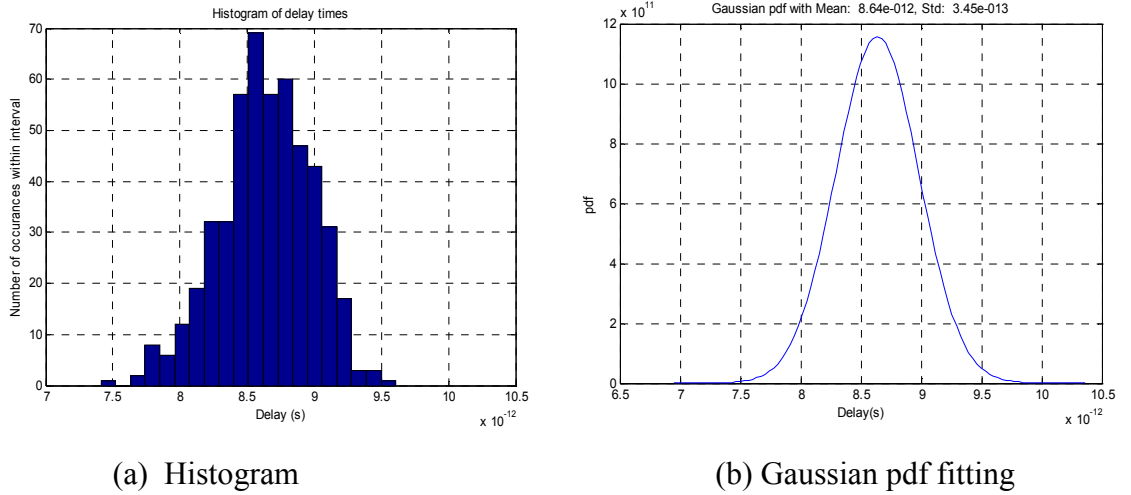 Histogram of delay times
70
60
50
40
30
20
10
0
Number of occurances within interval
7 7.5 8 8.5 9 9.5 10 10.5
Delay (s)
x 10^-12
(a) Histogram
Gaussian pdf with Mean: 8.64e-012, Std: 3.45e-013
x 10^11
12
10
8
6
4
2
0
pdf
6.5 7 7.5 8 8.5 9 9.5 10 10.5
Delay(s)
x 10^-12
(b) Gaussian pdf fitting